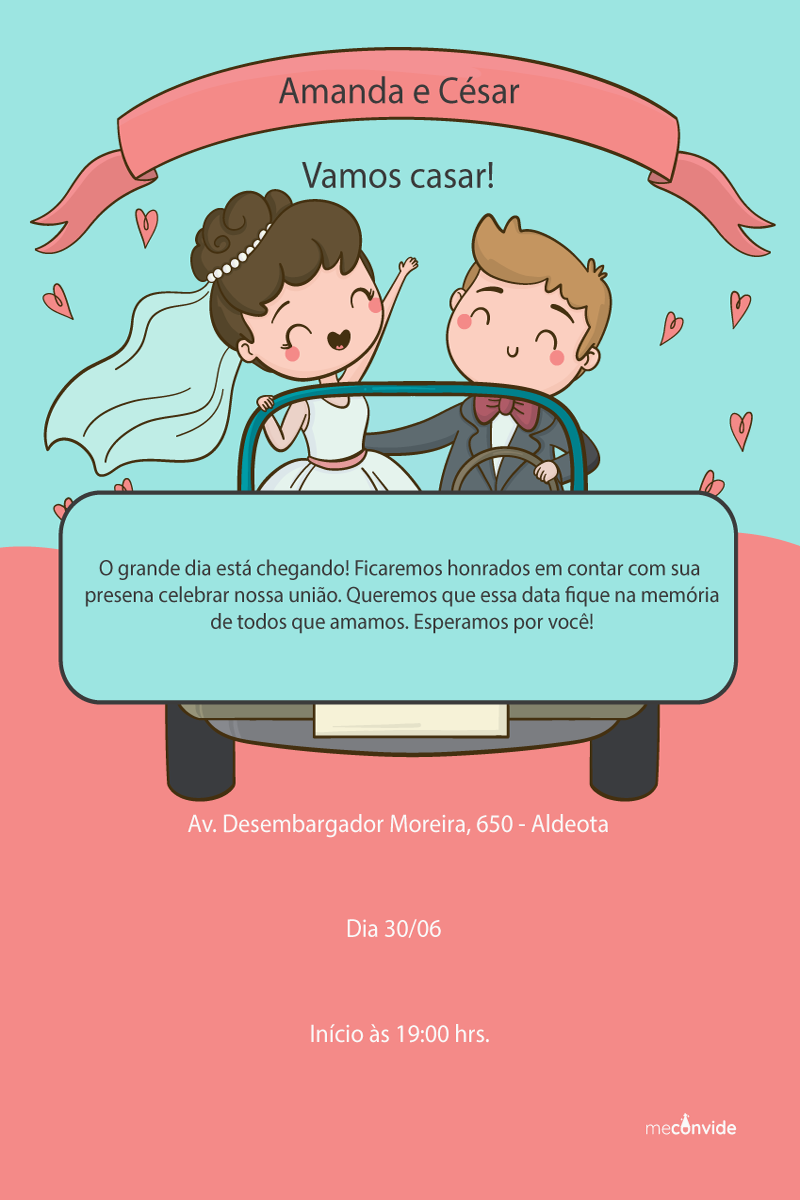 Amanda e César
Vamos casar!
O grande dia está chegando! Ficaremos honrados em contar com sua
presena celebrar nossa união. Queremos que essa data fique na memória
de todos que amamos. Esperamos por você!
Av. Desembargador Moreira, 650 - Aldeota
Dia 30/06
Início às 19:00 hrs.
meconvide